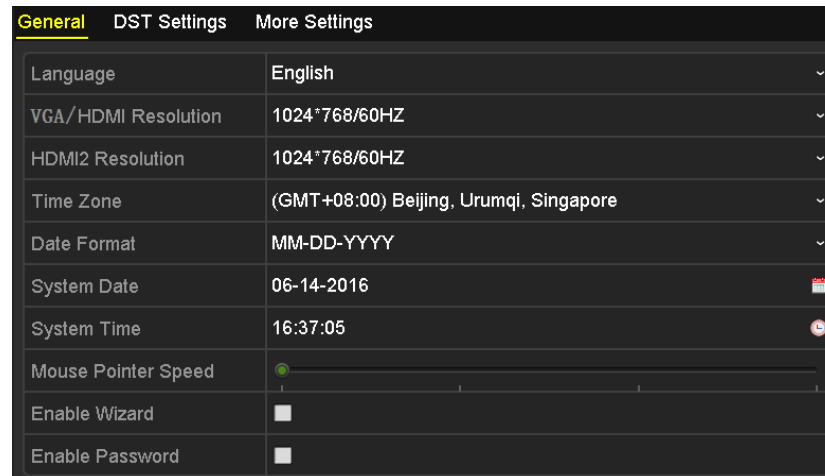 General DST Settings More Settings
Language English
VGA/HDMI Resolution 1024*768/60HZ
HDMI2 Resolution 1024*768/60HZ
Time Zone (GMT+08:00) Beijing, Urumqi, Singapore
Date Format MM-DD-YYYY
System Date 06-14-2016
System Time 16:37:05
Mouse Pointer Speed
Enable Wizard
Enable Password